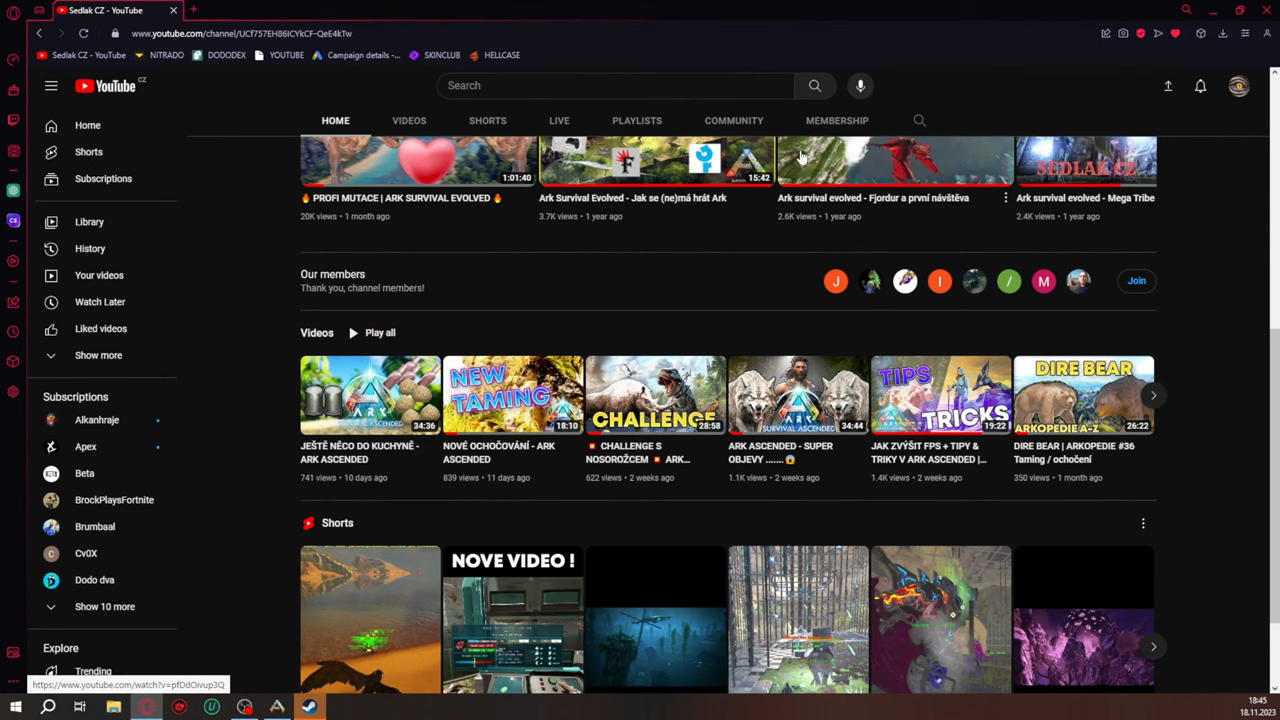 Sedlak CZ - YouTube
www.youtube.com/channel/UCf757EH86ICYkCF-QeE4kTw
Sedlak CZ - YouTube
NITRADO
DODODEX
YOUTUBE
Campaign details -...
SKINCLUB
HELLCASE
YouTube CZ
Search
HOME
VIDEOS
SHORTS
LIVE
PLAYLISTS
COMMUNITY
MEMBERSHIP
Home
Shorts
Subscriptions
Library
History
Your videos
Watch Later
Liked videos
Show more
Subscriptions
Alkanhraje
Apex
Beta
BrockPlaysFortnite
Brumbaal
Cv0X
Dodo dva
Show 10 more
Explore
Trending
https://www.youtube.com/watch?v=pfDdOivup3Q
1:01:40
🔥 PROFI MUTACE | ARK SURVIVAL EVOLVED 🔥
20K views • 1 month ago
15:42
Ark Survival Evolved - Jak se (ne)má hrát Ark
3.7K views • 1 year ago
Ark survival evolved - Fjordur a první návštěva
2.6K views • 1 year ago
SEDLAK CZ
Ark survival evolved - Mega Tribe
2.4K views • 1 year ago
Our members
Thank you, channel members!
J
I
/
M
Join
Videos
Play all
ARK
SURVIVAL ASCENDED
34:36
JEŠTĚ NĚCO DO KUCHYNĚ -
ARK ASCENDED
741 views • 10 days ago
NEW
TAMING
18:10
NOVÉ OCHOČOVÁNÍ - ARK
ASCENDED
839 views • 11 days ago
CHALLENGE
28:58
💥 CHALLENGE S
NOSOROŽCEM 💥 ARK...
622 views • 2 weeks ago
ARK
SURVIVAL ASCENDED
34:44
ARK ASCENDED - SUPER
OBJEVY .......😱
1.1K views • 2 weeks ago
TIPS
TRICKS
19:22
JAK ZVÝŠIT FPS + TIPY &
TRIKY V ARK ASCENDED |...
1.4K views • 2 weeks ago
DIRE BEAR
ARKOPEDIE A-Z
26:22
DIRE BEAR | ARKOPEDIE #36
Taming / ochočení
350 views • 1 month ago
Shorts
NOVE VIDEO !
18:45
18.11.2023